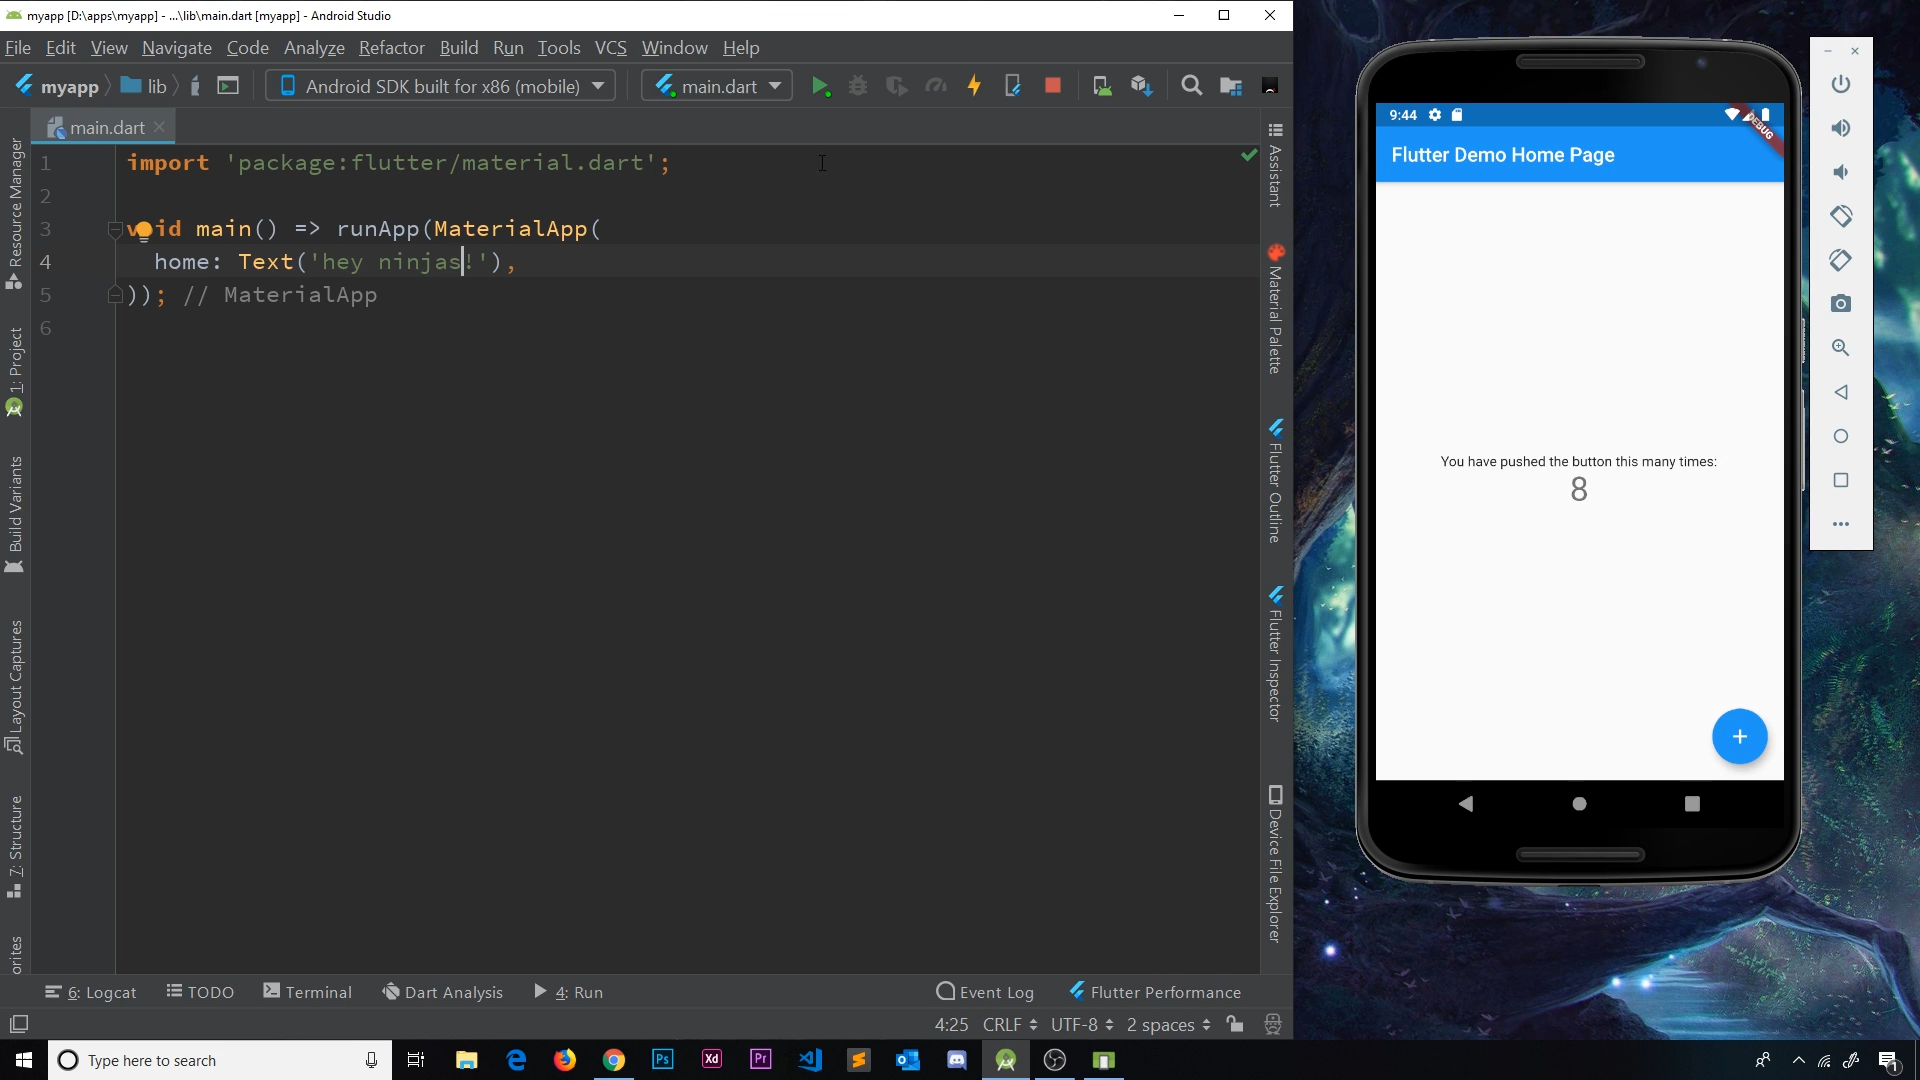 myapp [D:\apps\myapp] - ...\lib\main.dart [myapp] - Android Studio
File Edit View Navigate Code Analyze Refactor Build Run Tools VCS Window Help
myapp lib Android SDK built for x86 (mobile) main.dart
main.dart
1 import 'package:flutter/material.dart';
2
3 void main() => runApp(MaterialApp(
4 home: Text('hey ninjas!'),
5 )); // MaterialApp
6
Resource Manager
1: Project
Build Variants
Layout Captures
7: Structure
orites
Assistant
Material Palette
Flutter Outline
Flutter Inspector
Device File Explorer
6: Logcat TODO Terminal Dart Analysis 4: Run Event Log Flutter Performance
4:25 CRLF UTF-8 2 spaces
9:44
DEBUG
Flutter Demo Home Page
You have pushed the button this many times:
8
+
Type here to search
Ps Xd Pr
1